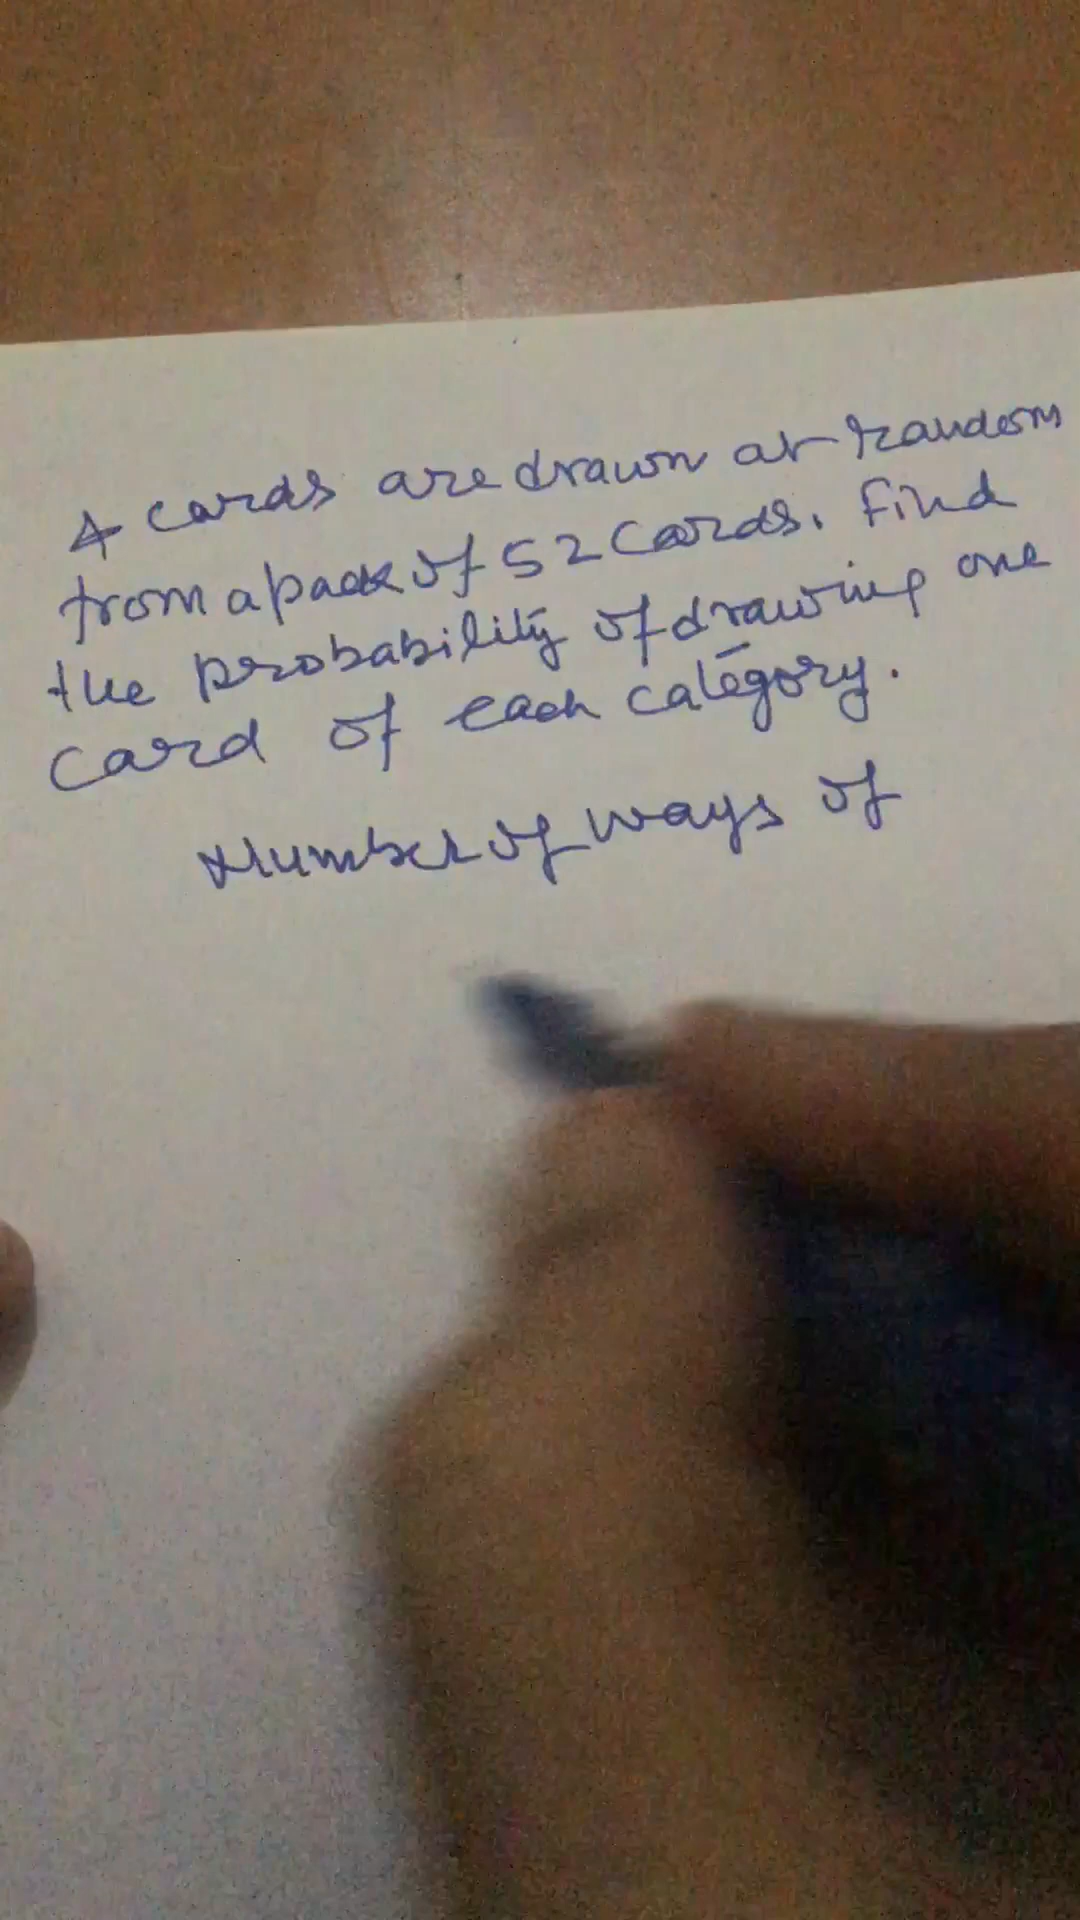 4 cards are drawn at random
from a pack of 52 cards. Find
the probability of drawing one
card of each category.
Number of ways of